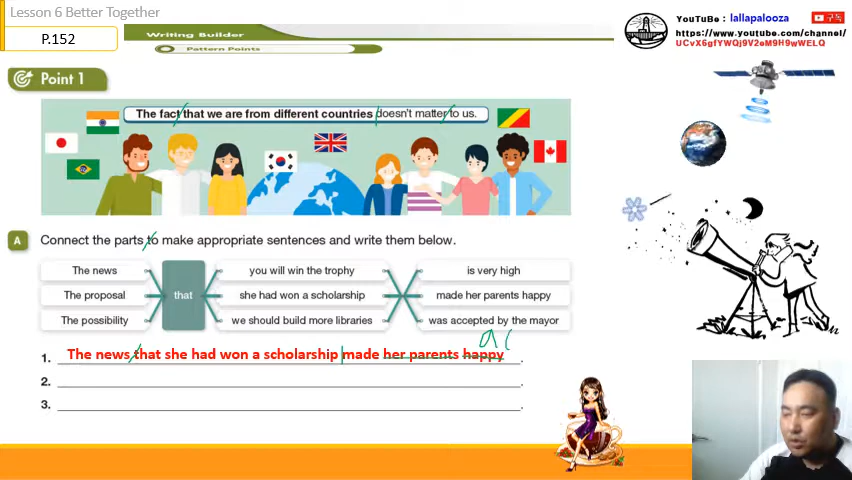 Lesson 6 Better Together
P.152
Writing Builder
Pattern Points
YouTuBe : lallapalooza
구독
https://www.youtube.com/channel/
UCvX6gfYWQj9V2eM9H9wWELQ
Point 1
The fact that we are from different countries doesn't matter to us.
A Connect the parts to make appropriate sentences and write them below.
The news you will win the trophy is very high
The proposal that she had won a scholarship made her parents happy
The possibility we should build more libraries was accepted by the mayor
1. The news that she had won a scholarship made her parents happy .
2. .
3. .